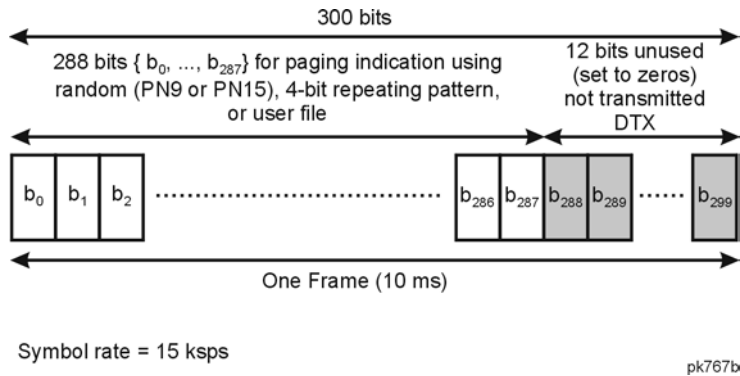 300 bits
288 bits { b0, ..., b287} for paging indication using
random (PN9 or PN15), 4-bit repeating pattern,
or user file
12 bits unused
(set to zeros)
not transmitted
DTX
b0 b1 b2 b286 b287 b288 b289 b299
One Frame (10 ms)
Symbol rate = 15 ksps
pk767b